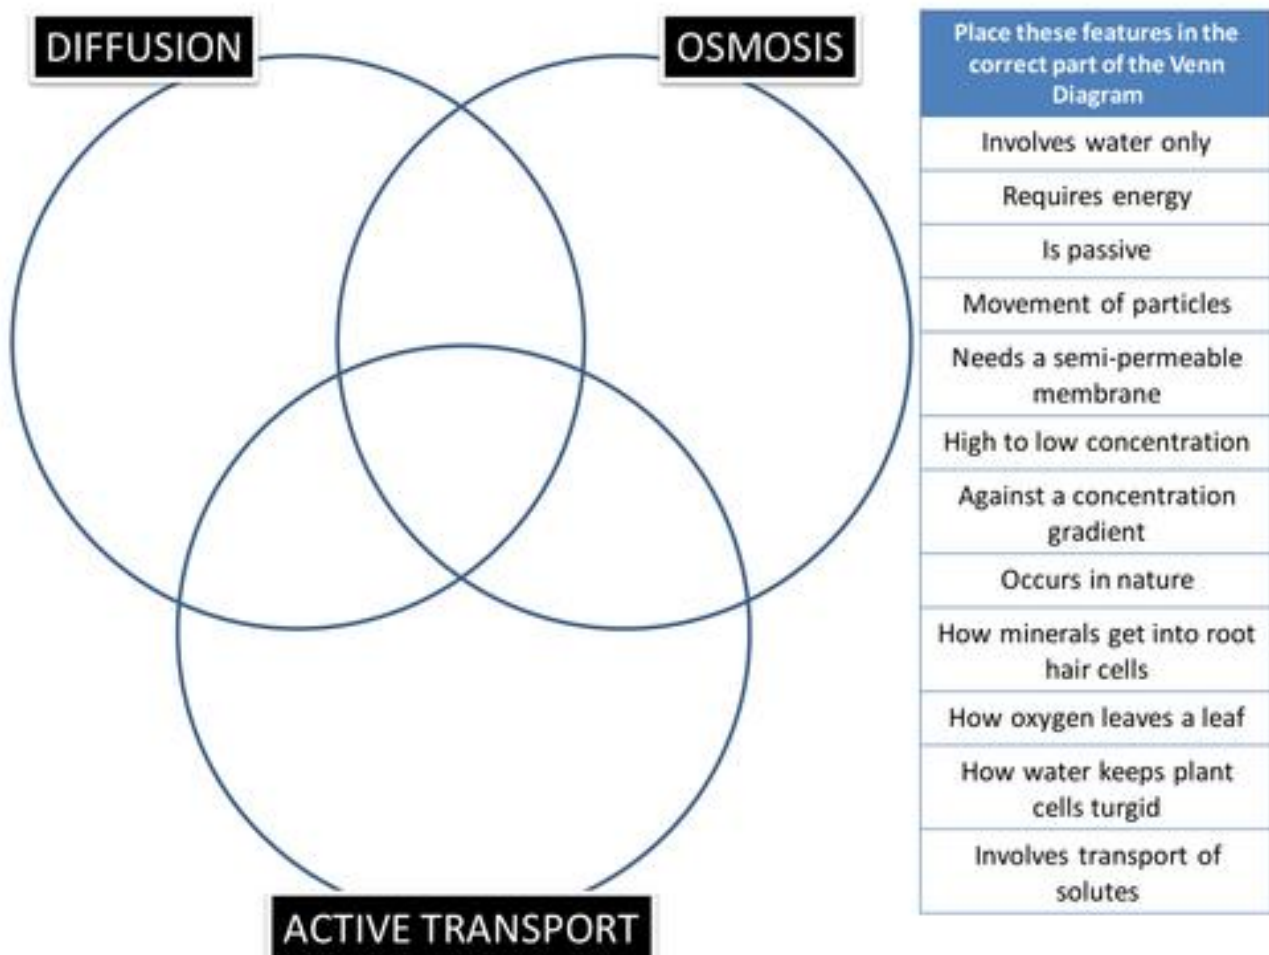 DIFFUSION
OSMOSIS
ACTIVE TRANSPORT
Place these features in the
correct part of the Venn
Diagram
Involves water only
Requires energy
Is passive
Movement of particles
Needs a semi-permeable
membrane
High to low concentration
Against a concentration
gradient
Occurs in nature
How minerals get into root
hair cells
How oxygen leaves a leaf
How water keeps plant
cells turgid
Involves transport of
solutes